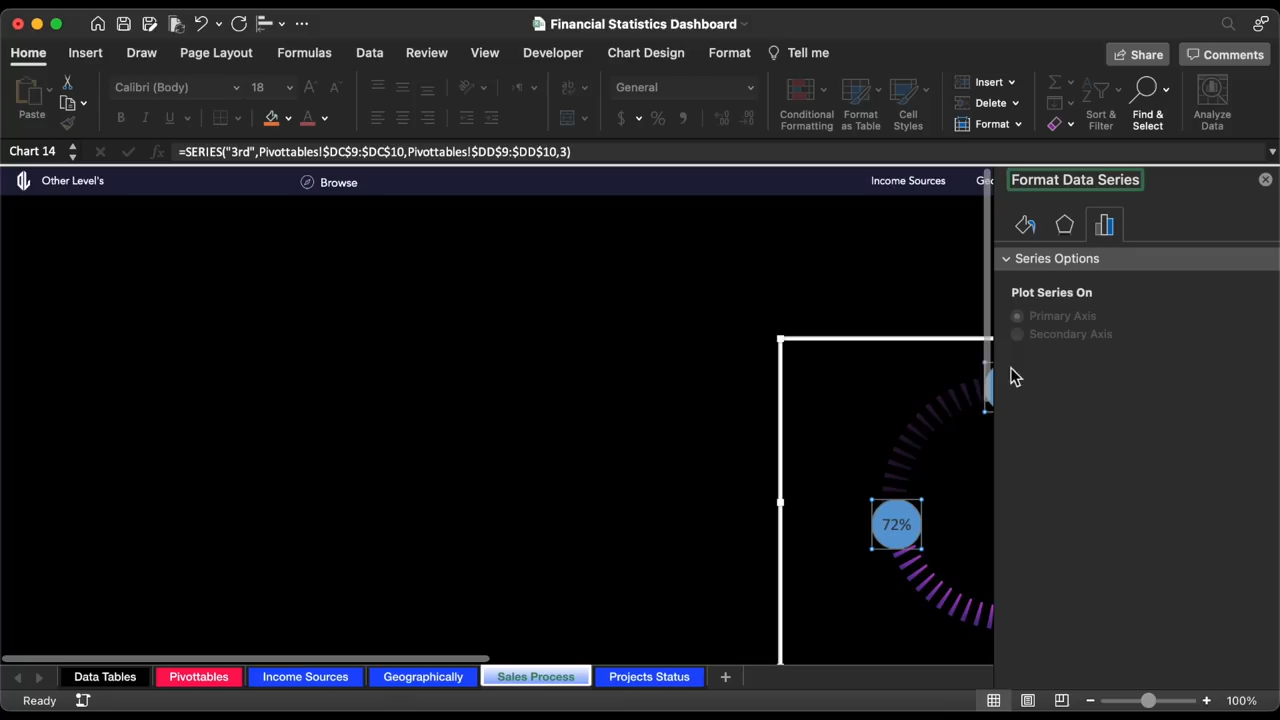 Financial Statistics Dashboard
Home Insert Draw Page Layout Formulas Data Review View Developer Chart Design Format Tell me Share Comments
Paste Calibri (Body) 18 General Conditional Formatting Format as Table Cell Styles Insert Delete Format Sort & Filter Find & Select Analyze Data
Chart 14 fx =SERIES("3rd",Pivottables!$DC$9:$DC$10,Pivottables!$DD$9:$DD$10,3)
Other Level's Browse Income Sources Geo
Format Data Series
Series Options
Plot Series On
Primary Axis
Secondary Axis
72%
Data Tables Pivottables Income Sources Geographically Sales Process Projects Status
Ready 100%